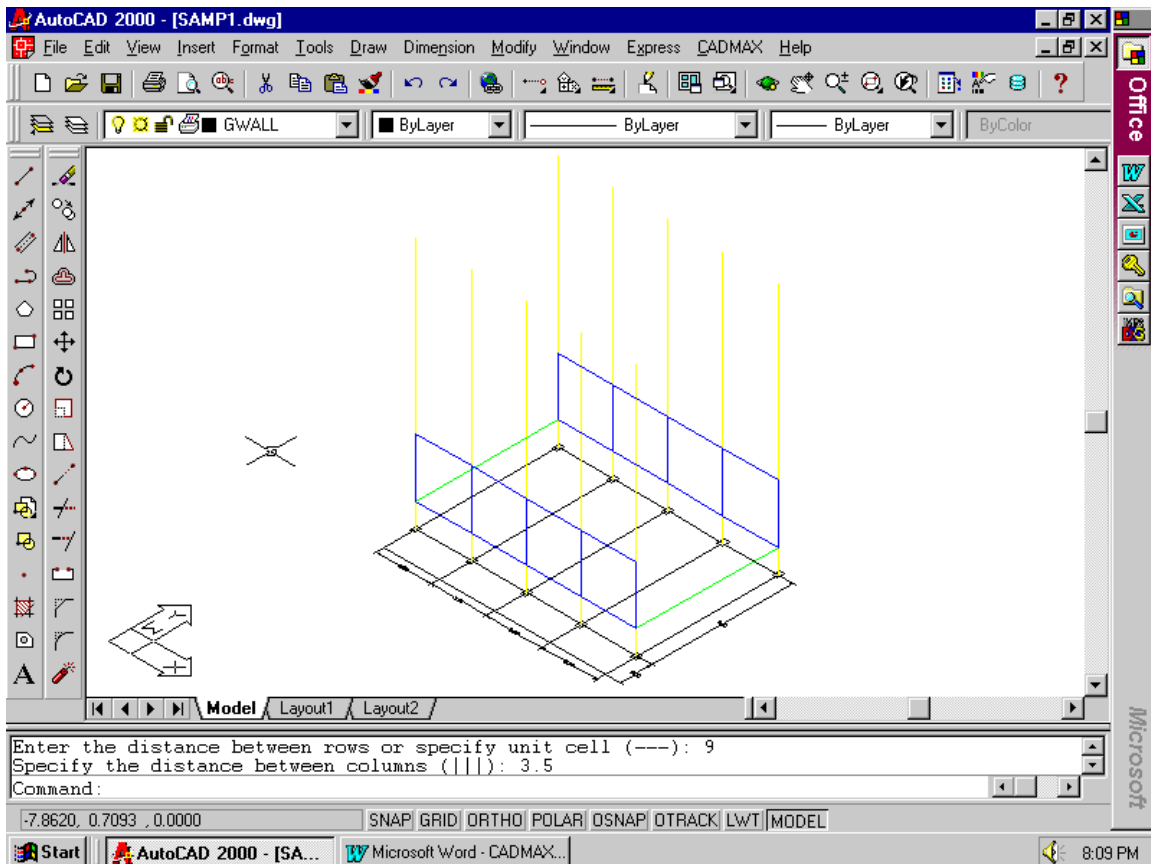 AutoCAD 2000 - [SAMP1.dwg]
File Edit View Insert Format Tools Draw Dimension Modify Window Express CADMAX Help
GWALL ByLayer ByLayer ByLayer ByColor
Office
Model Layout1 Layout2
Enter the distance between rows or specify unit cell (---): 9
Specify the distance between columns (|||): 3.5
Command:
-7.8620, 0.7093 , 0.0000 SNAP GRID ORTHO POLAR OSNAP OTRACK LWT MODEL
Microsoft
Start AutoCAD 2000 - [SA... Microsoft Word - CADMAX... 8:09 PM